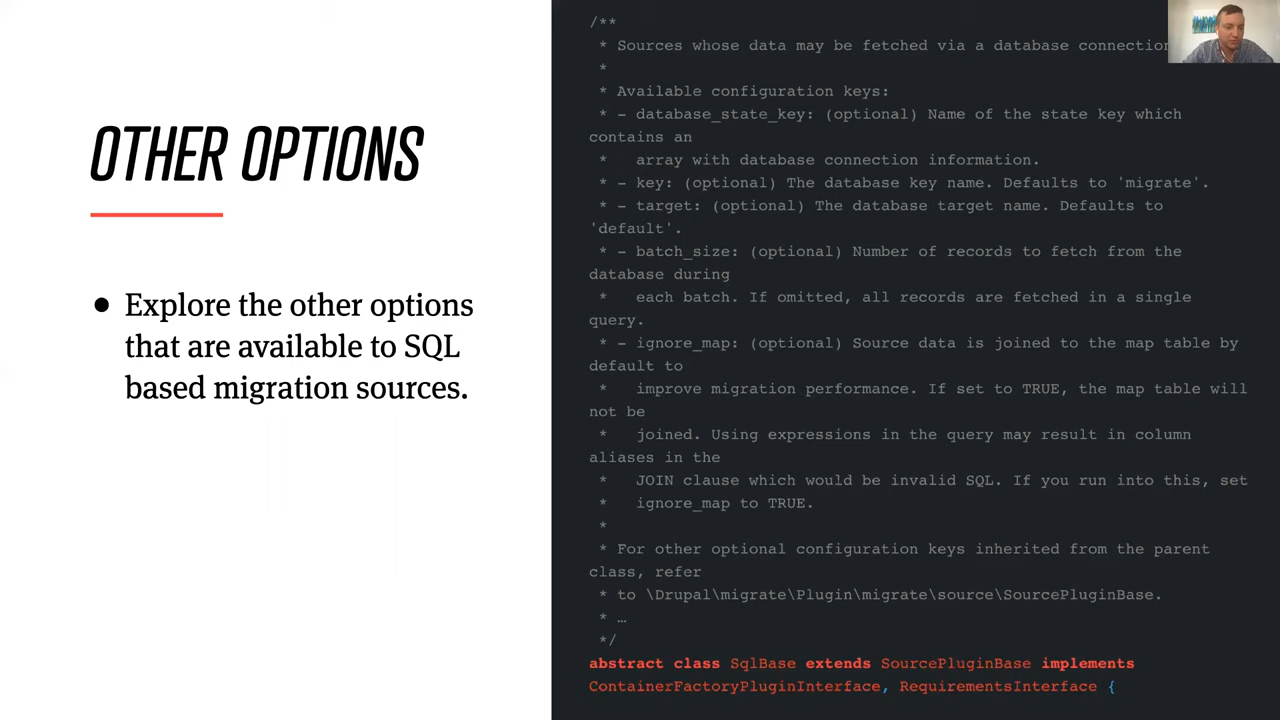 OTHER OPTIONS
● Explore the other options
that are available to SQL
based migration sources.
/**
* Sources whose data may be fetched via a database connection
*
* Available configuration keys:
* - database_state_key: (optional) Name of the state key which
contains an
*   array with database connection information.
* - key: (optional) The database key name. Defaults to 'migrate'.
* - target: (optional) The database target name. Defaults to
'default'.
* - batch_size: (optional) Number of records to fetch from the
database during
*   each batch. If omitted, all records are fetched in a single
query.
* - ignore_map: (optional) Source data is joined to the map table by
default to
*   improve migration performance. If set to TRUE, the map table will
not be
*   joined. Using expressions in the query may result in column
aliases in the
*   JOIN clause which would be invalid SQL. If you run into this, set
*   ignore_map to TRUE.
*
* For other optional configuration keys inherited from the parent
class, refer
* to \Drupal\migrate\Plugin\migrate\source\SourcePluginBase.
* …
*/
abstract class SqlBase extends SourcePluginBase implements
ContainerFactoryPluginInterface, RequirementsInterface {